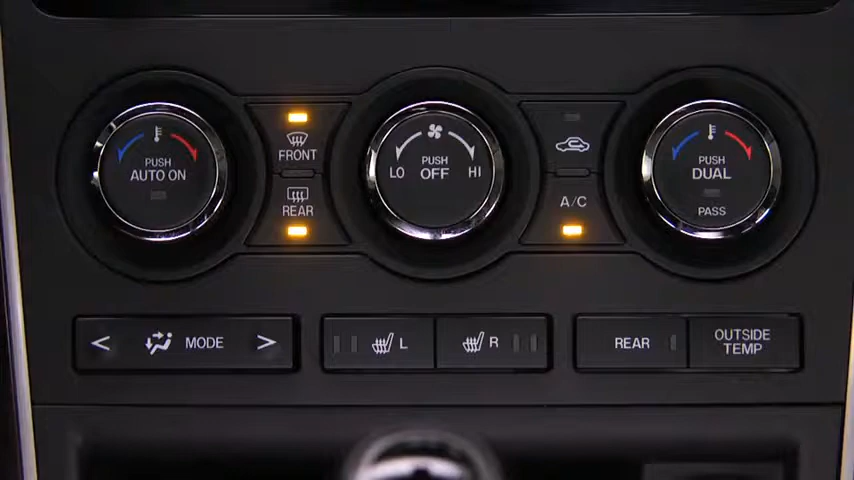 PUSH
AUTO ON
FRONT
REAR
LO
PUSH
OFF
HI
A/C
PUSH
DUAL
PASS
< MODE >
L
R
REAR
OUTSIDE
TEMP